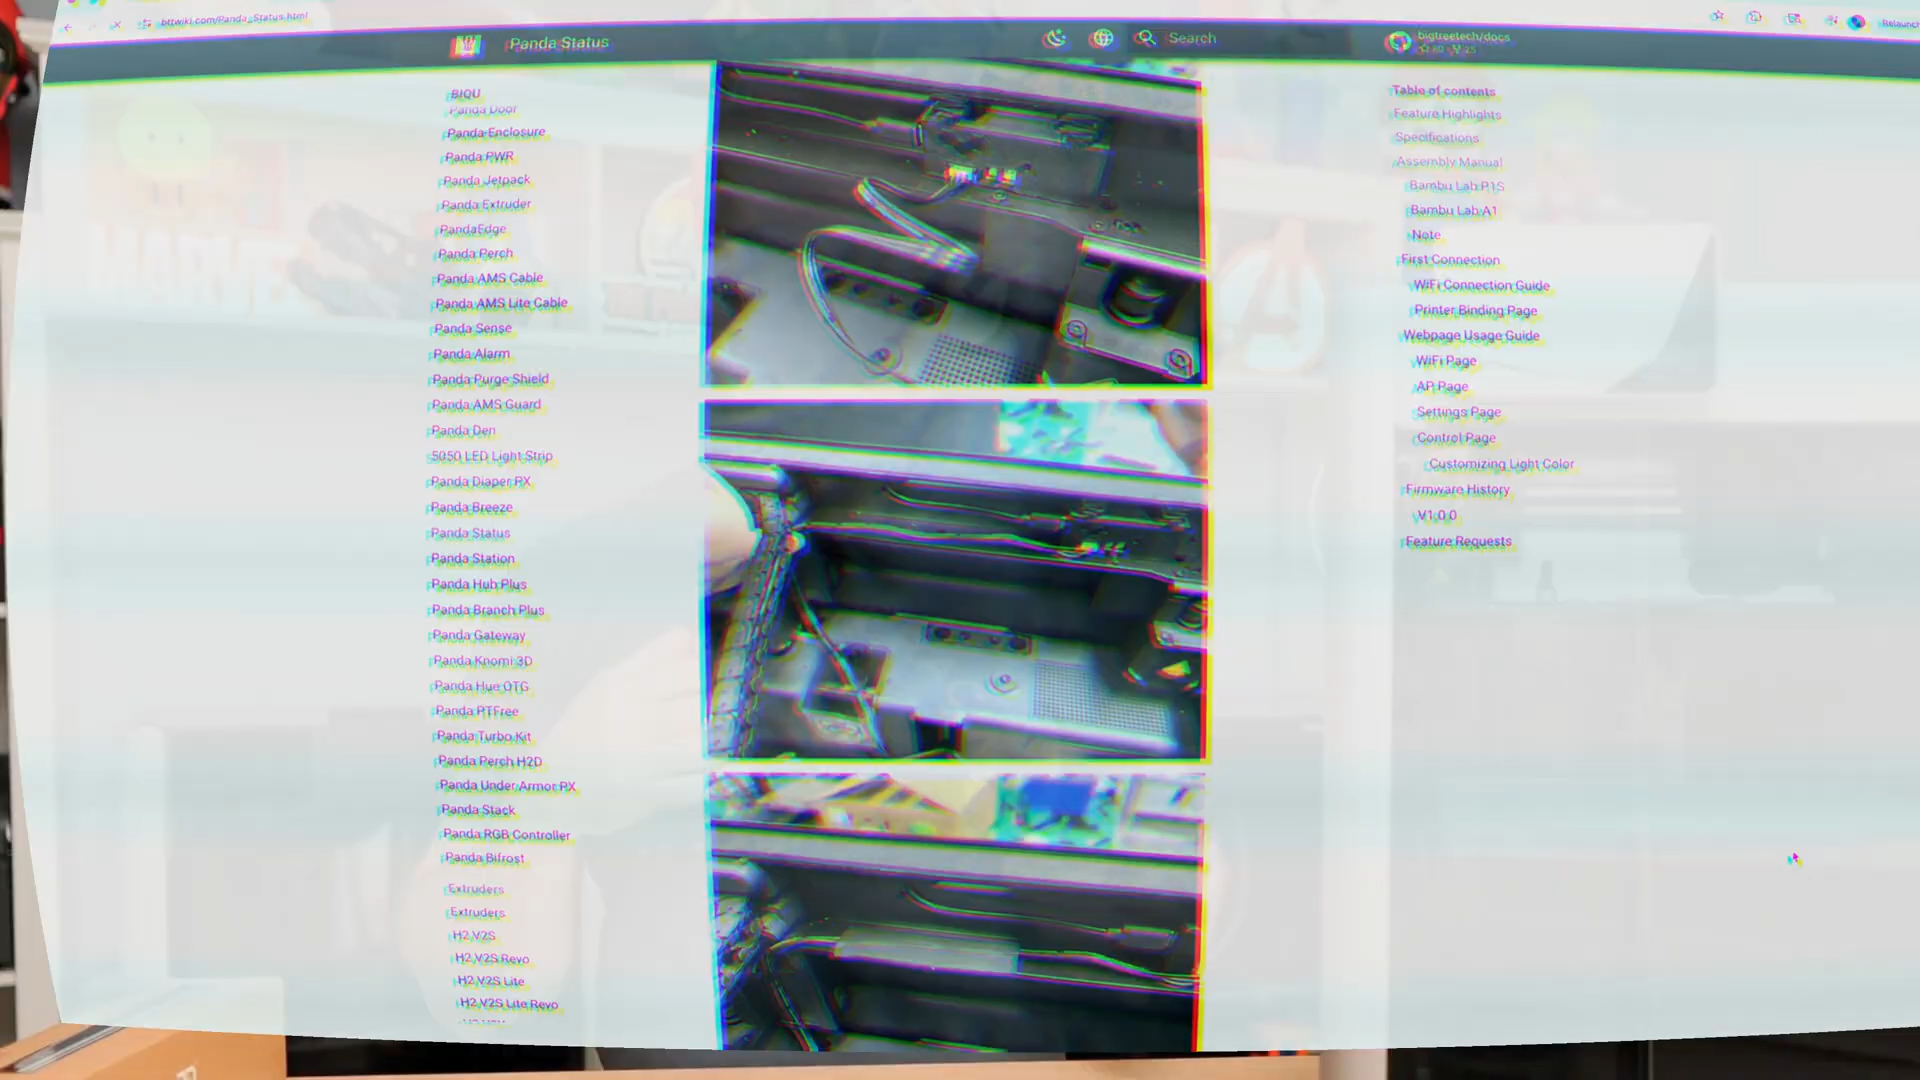 bttwiki.com/Panda_Status.html
Relaunch
Panda Status
Search
bigtreetech/docs
BIQU
Panda Door
Panda Enclosure
Panda PWR
Panda Jetpack
Panda Extruder
PandaEdge
Panda Perch
Panda AMS Cable
Panda AMS Lite Cable
Panda Sense
Panda Alarm
Panda Purge Shield
Panda AMS Guard
Panda Den
5050 LED Light Strip
Panda Diaper PX
Panda Breeze
Panda Status
Panda Station
Panda Hub Plus
Panda Branch Plus
Panda Gateway
Panda Knomi 3D
Panda Hue OTG
Panda PTFree
Panda Turbo Kit
Panda Perch H2D
Panda Under Armor PX
Panda Stack
Panda RGB Controller
Panda Bifrost
Extruders
Extruders
H2 V2S
H2 V2S Revo
H2 V2S Lite
H2 V2S Lite Revo
Table of contents
Feature Highlights
Specifications
Assembly Manual
Bambu Lab P1S
Bambu Lab A1
Note
First Connection
WiFi Connection Guide
Printer Binding Page
Webpage Usage Guide
WiFi Page
AP Page
Settings Page
Control Page
Customizing Light Color
Firmware History
V1.0.0
Feature Requests